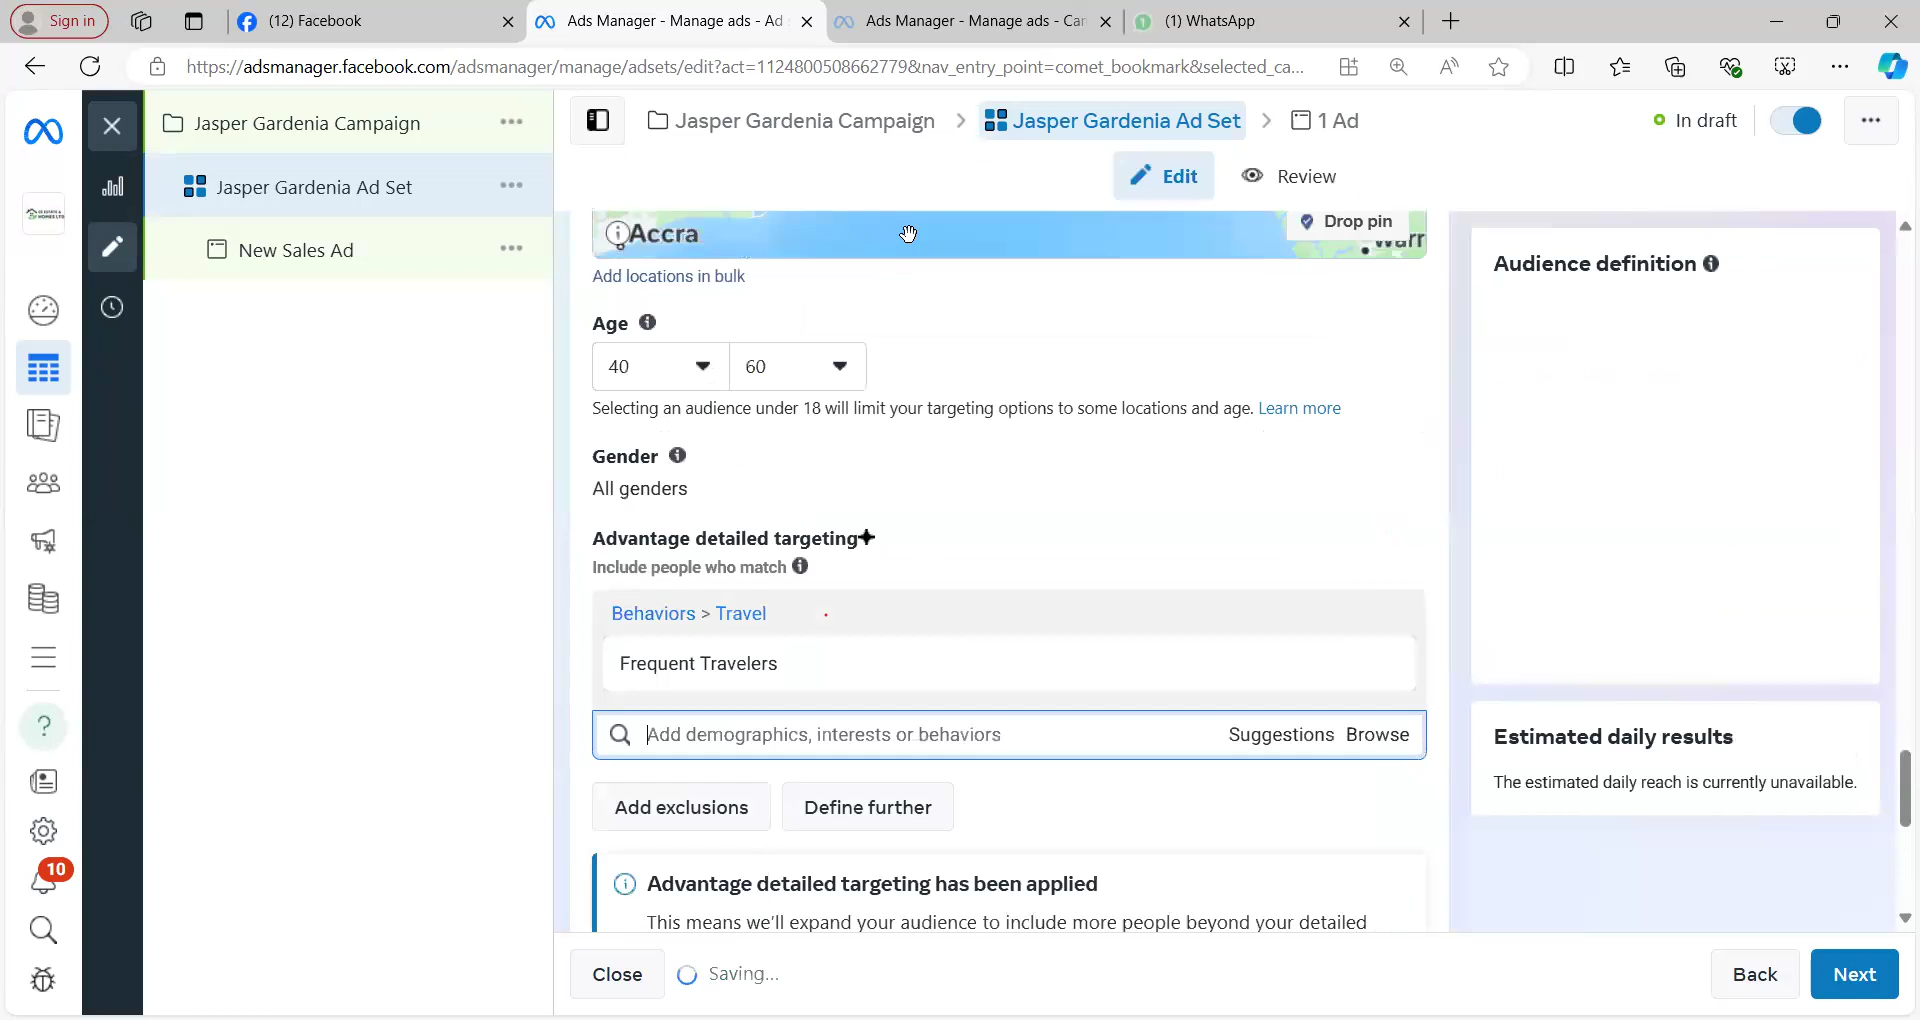 Sign in
(12) Facebook
Ads Manager - Manage ads - Ad
Ads Manager - Manage ads - Car
(1) WhatsApp
https://adsmanager.facebook.com/adsmanager/manage/adsets/edit?act=1124800508662779&nav_entry_point=comet_bookmark&selected_ca...
Jasper Gardenia Campaign
Jasper Gardenia Ad Set
New Sales Ad
10
Jasper Gardenia Campaign > Jasper Gardenia Ad Set > 1 Ad
In draft
Edit
Review
Accra
Drop pin
Warr
Add locations in bulk
Age
40
60
Selecting an audience under 18 will limit your targeting options to some locations and age. Learn more
Gender
All genders
Advantage detailed targeting
Include people who match
Behaviors > Travel
Frequent Travelers
Add demographics, interests or behaviors
Suggestions
Browse
Add exclusions
Define further
Advantage detailed targeting has been applied
This means we'll expand your audience to include more people beyond your detailed
Audience definition
Estimated daily results
The estimated daily reach is currently unavailable.
Close
Saving...
Back
Next